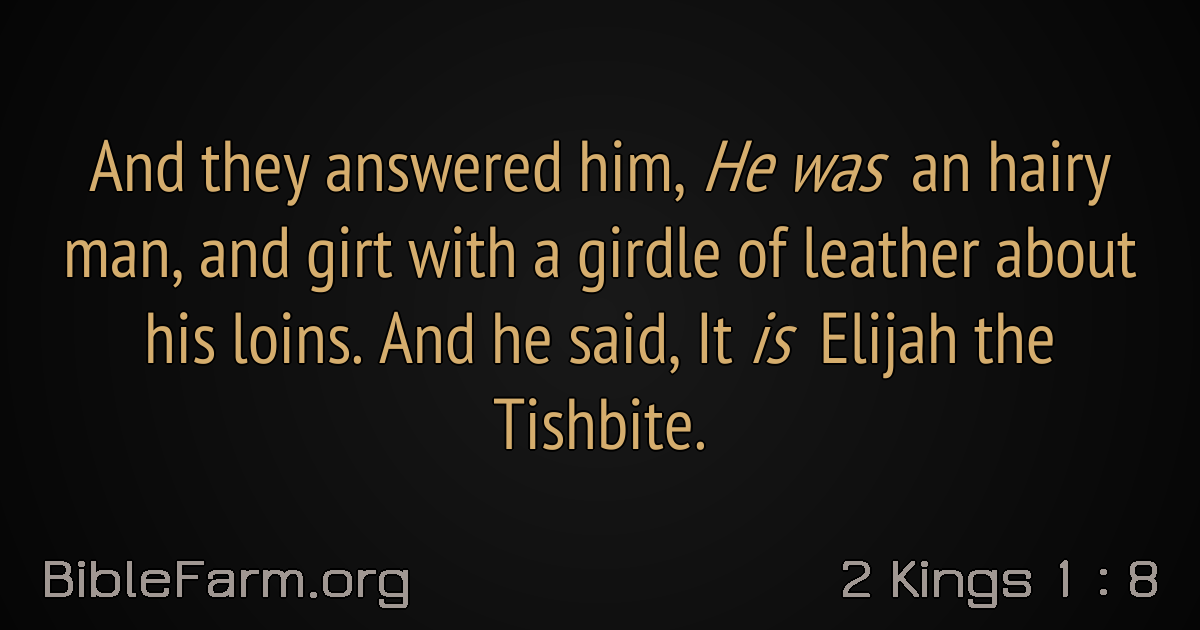 And they answered him, He was an hairy
man, and girt with a girdle of leather about
his loins. And he said, It is Elijah the
Tishbite.
BibleFarm.org
2 Kings 1 : 8